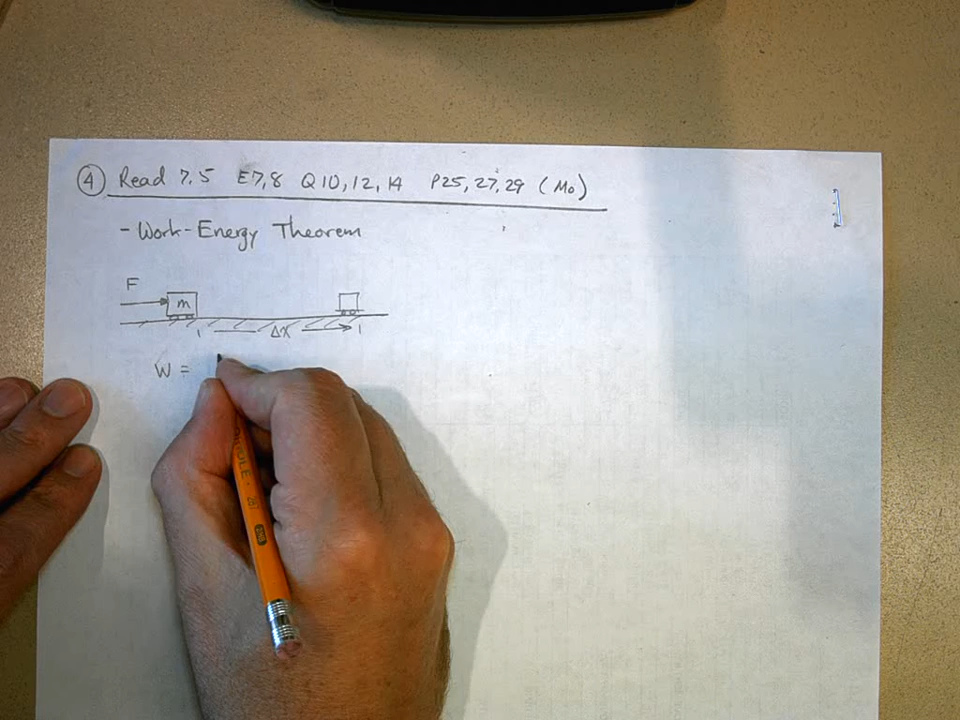 4 Read 7.5 E7,8 Q10,12,14 P25,27,29 (Mo)
- Work-Energy Theorem
F
m
Δx
W =